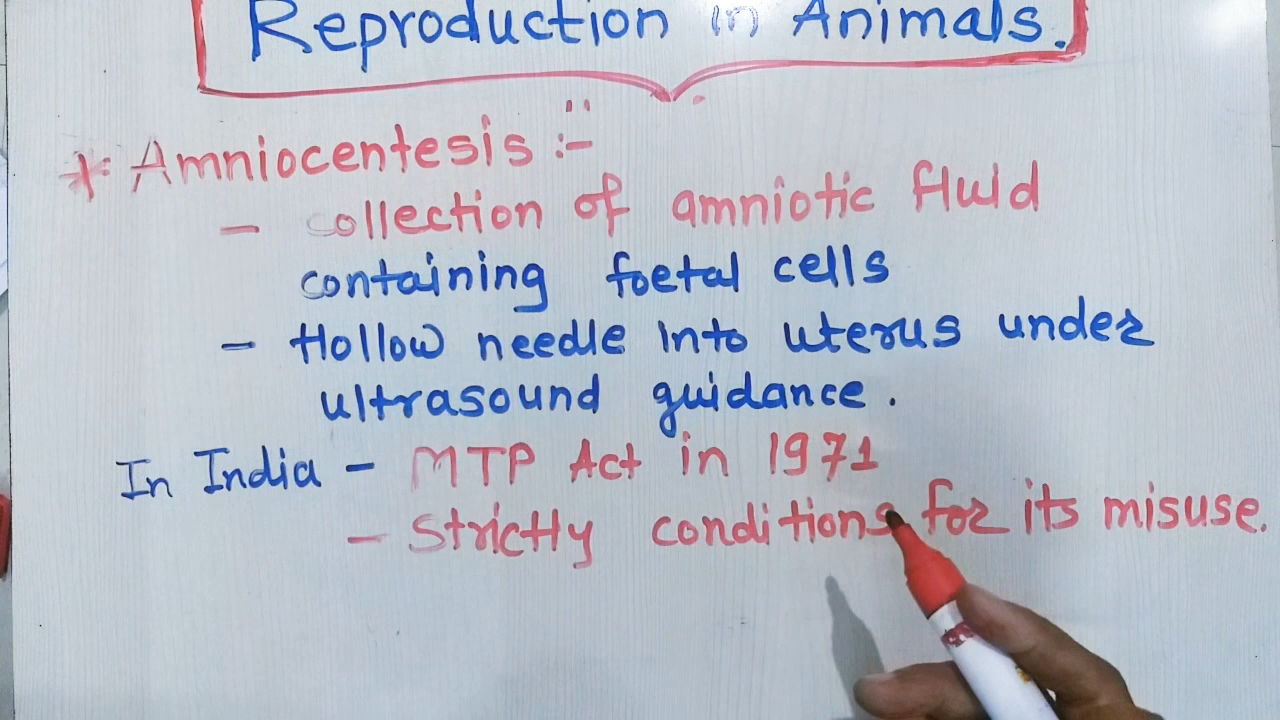 Reproduction in Animals.
* Amniocentesis :-
- collection of amniotic fluid
containing foetal cells
- Hollow needle into uterus under
ultrasound guidance.
In India - MTP Act in 1971
- Strictly conditions for its misuse.